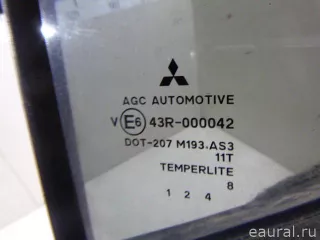 AGC AUTOMOTIVE
V E6 43R-000042
DOT-207 M193 AS3
11T
TEMPERLITE
8
1 2 4
eaural.ru